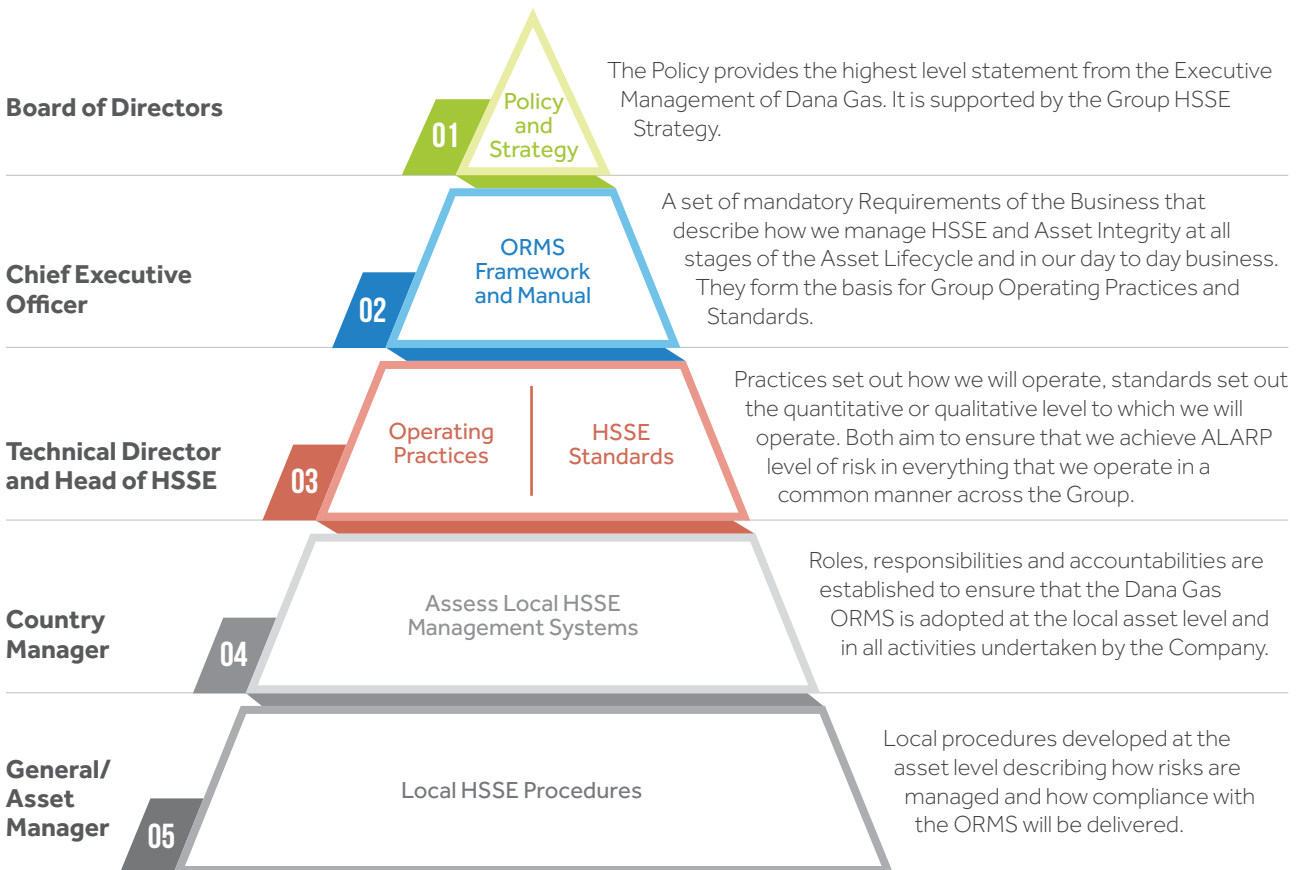 Board of Directors
01
Policy
and
Strategy
The Policy provides the highest level statement from the Executive
Management of Dana Gas. It is supported by the Group HSSE
Strategy.
Chief Executive
Officer
02
ORMS
Framework
and Manual
A set of mandatory Requirements of the Business that
describe how we manage HSSE and Asset Integrity at all
stages of the Asset Lifecycle and in our day to day business.
They form the basis for Group Operating Practices and
Standards.
Technical Director
and Head of HSSE
03
Operating
Practices
HSSE
Standards
Practices set out how we will operate, standards set out
the quantitative or qualitative level to which we will
operate. Both aim to ensure that we achieve ALARP
level of risk in everything that we operate in a
common manner across the Group.
Country
Manager
04
Assess Local HSSE
Management Systems
Roles, responsibilities and accountabilities are
established to ensure that the Dana Gas
ORMS is adopted at the local asset level and
in all activities undertaken by the Company.
General/
Asset
Manager
05
Local HSSE Procedures
Local procedures developed at the
asset level describing how risks are
managed and how compliance with
the ORMS will be delivered.